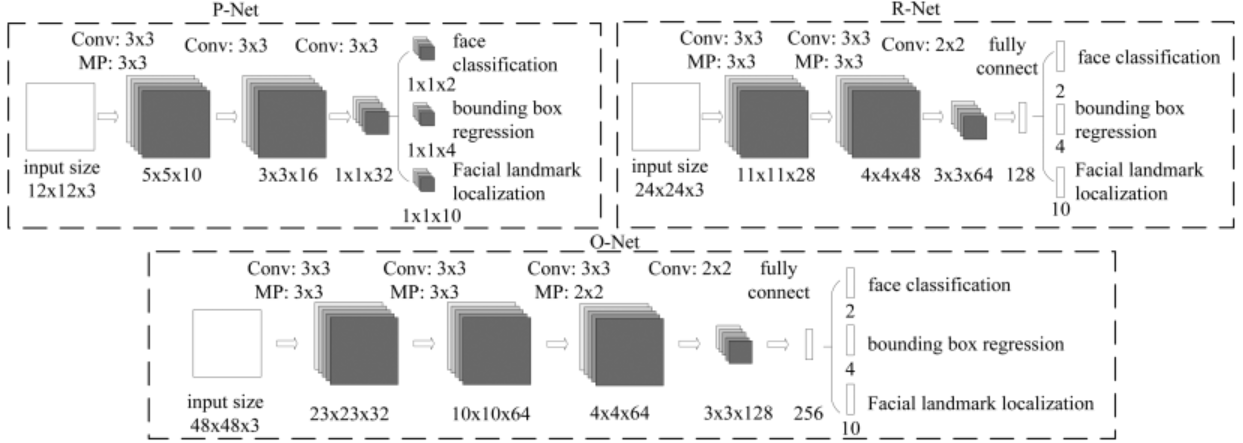 P-Net
Conv: 3x3
MP: 3x3
Conv: 3x3
Conv: 3x3
face
classification
1x1x2
bounding box
regression
1x1x4
Facial landmark
localization
1x1x10
input size
12x12x3
5x5x10
3x3x16
1x1x32
R-Net
Conv: 3x3
MP: 3x3
Conv: 3x3
MP: 3x3
Conv: 2x2
fully
connect
face classification
2
bounding box
regression
4
Facial landmark
localization
10
input size
24x24x3
11x11x28
4x4x48
3x3x64
128
O-Net
Conv: 3x3
MP: 3x3
Conv: 3x3
MP: 3x3
Conv: 3x3
MP: 2x2
Conv: 2x2
fully
connect
face classification
2
bounding box regression
4
Facial landmark localization
10
input size
48x48x3
23x23x32
10x10x64
4x4x64
3x3x128
256